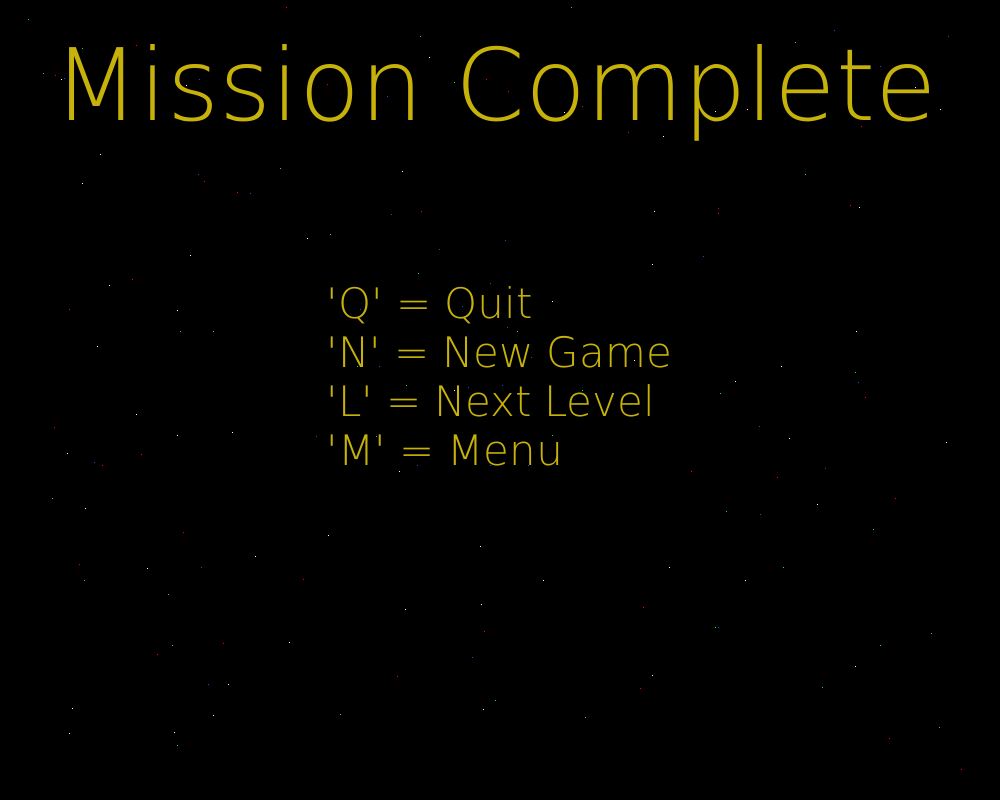 Mission Complete
'Q' = Quit
'N' = New Game
'L' = Next Level
'M' = Menu